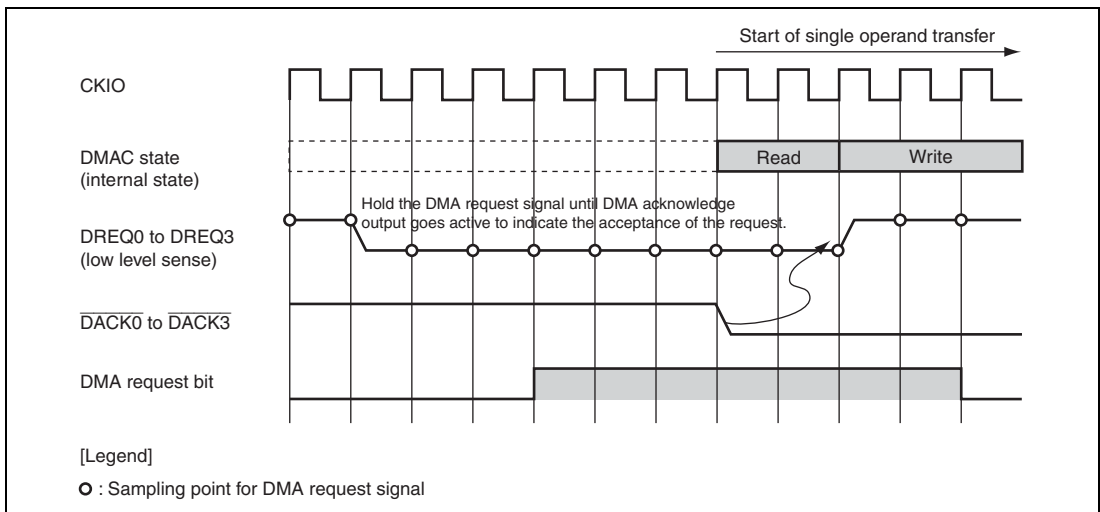 Start of single operand transfer
CKIO
DMAC state
(internal state)
Read
Write
Hold the DMA request signal until DMA acknowledge
output goes active to indicate the acceptance of the request.
DREQ0 to DREQ3
(low level sense)
DACK0 to DACK3
DMA request bit
[Legend]
: Sampling point for DMA request signal